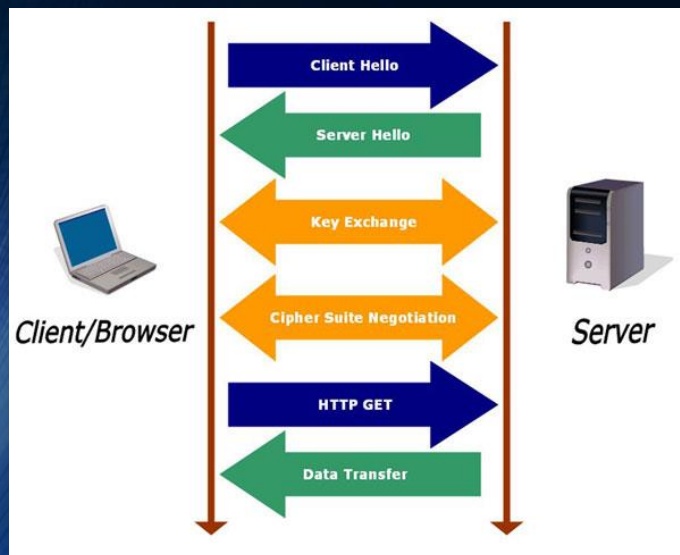 Client Hello
Server Hello
Key Exchange
Cipher Suite Negotiation
Client/Browser
Server
HTTP GET
Data Transfer